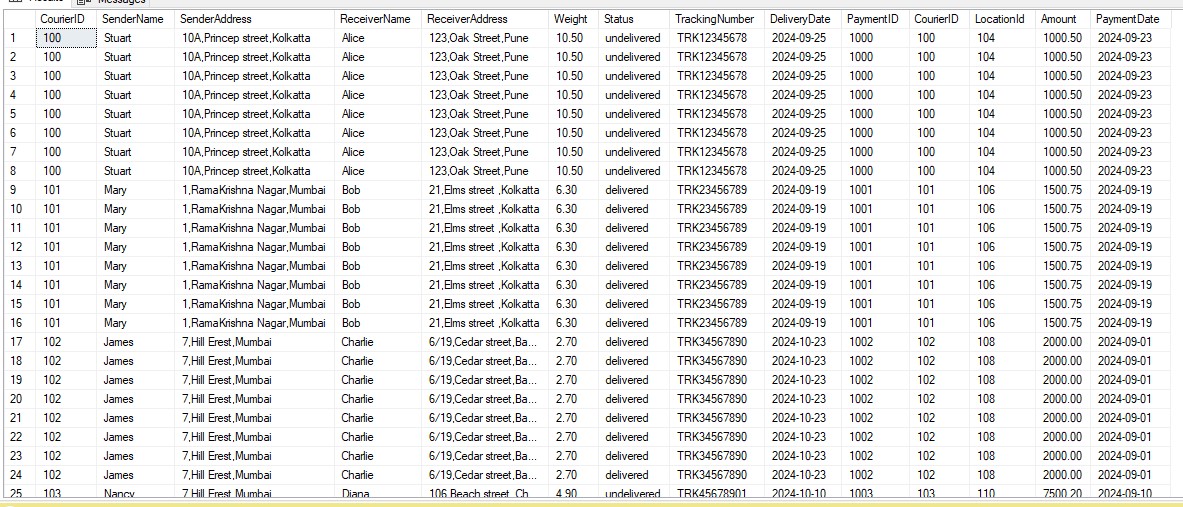 Results Messages
CourierID SenderName SenderAddress ReceiverName ReceiverAddress Weight Status TrackingNumber DeliveryDate PaymentID CourierID LocationId Amount PaymentDate
1 100 Stuart 10A,Princep street,Kolkatta Alice 123,Oak Street,Pune 10.50 undelivered TRK12345678 2024-09-25 1000 100 104 1000.50 2024-09-23
2 100 Stuart 10A,Princep street,Kolkatta Alice 123,Oak Street,Pune 10.50 undelivered TRK12345678 2024-09-25 1000 100 104 1000.50 2024-09-23
3 100 Stuart 10A,Princep street,Kolkatta Alice 123,Oak Street,Pune 10.50 undelivered TRK12345678 2024-09-25 1000 100 104 1000.50 2024-09-23
4 100 Stuart 10A,Princep street,Kolkatta Alice 123,Oak Street,Pune 10.50 undelivered TRK12345678 2024-09-25 1000 100 104 1000.50 2024-09-23
5 100 Stuart 10A,Princep street,Kolkatta Alice 123,Oak Street,Pune 10.50 undelivered TRK12345678 2024-09-25 1000 100 104 1000.50 2024-09-23
6 100 Stuart 10A,Princep street,Kolkatta Alice 123,Oak Street,Pune 10.50 undelivered TRK12345678 2024-09-25 1000 100 104 1000.50 2024-09-23
7 100 Stuart 10A,Princep street,Kolkatta Alice 123,Oak Street,Pune 10.50 undelivered TRK12345678 2024-09-25 1000 100 104 1000.50 2024-09-23
8 100 Stuart 10A,Princep street,Kolkatta Alice 123,Oak Street,Pune 10.50 undelivered TRK12345678 2024-09-25 1000 100 104 1000.50 2024-09-23
9 101 Mary 1,RamaKrishna Nagar,Mumbai Bob 21,Elms street ,Kolkatta 6.30 delivered TRK23456789 2024-09-19 1001 101 106 1500.75 2024-09-19
10 101 Mary 1,RamaKrishna Nagar,Mumbai Bob 21,Elms street ,Kolkatta 6.30 delivered TRK23456789 2024-09-19 1001 101 106 1500.75 2024-09-19
11 101 Mary 1,RamaKrishna Nagar,Mumbai Bob 21,Elms street ,Kolkatta 6.30 delivered TRK23456789 2024-09-19 1001 101 106 1500.75 2024-09-19
12 101 Mary 1,RamaKrishna Nagar,Mumbai Bob 21,Elms street ,Kolkatta 6.30 delivered TRK23456789 2024-09-19 1001 101 106 1500.75 2024-09-19
13 101 Mary 1,RamaKrishna Nagar,Mumbai Bob 21,Elms street ,Kolkatta 6.30 delivered TRK23456789 2024-09-19 1001 101 106 1500.75 2024-09-19
14 101 Mary 1,RamaKrishna Nagar,Mumbai Bob 21,Elms street ,Kolkatta 6.30 delivered TRK23456789 2024-09-19 1001 101 106 1500.75 2024-09-19
15 101 Mary 1,RamaKrishna Nagar,Mumbai Bob 21,Elms street ,Kolkatta 6.30 delivered TRK23456789 2024-09-19 1001 101 106 1500.75 2024-09-19
16 101 Mary 1,RamaKrishna Nagar,Mumbai Bob 21,Elms street ,Kolkatta 6.30 delivered TRK23456789 2024-09-19 1001 101 106 1500.75 2024-09-19
17 102 James 7,Hill Erest,Mumbai Charlie 6/19,Cedar street,Ba... 2.70 delivered TRK34567890 2024-10-23 1002 102 108 2000.00 2024-09-01
18 102 James 7,Hill Erest,Mumbai Charlie 6/19,Cedar street,Ba... 2.70 delivered TRK34567890 2024-10-23 1002 102 108 2000.00 2024-09-01
19 102 James 7,Hill Erest,Mumbai Charlie 6/19,Cedar street,Ba... 2.70 delivered TRK34567890 2024-10-23 1002 102 108 2000.00 2024-09-01
20 102 James 7,Hill Erest,Mumbai Charlie 6/19,Cedar street,Ba... 2.70 delivered TRK34567890 2024-10-23 1002 102 108 2000.00 2024-09-01
21 102 James 7,Hill Erest,Mumbai Charlie 6/19,Cedar street,Ba... 2.70 delivered TRK34567890 2024-10-23 1002 102 108 2000.00 2024-09-01
22 102 James 7,Hill Erest,Mumbai Charlie 6/19,Cedar street,Ba... 2.70 delivered TRK34567890 2024-10-23 1002 102 108 2000.00 2024-09-01
23 102 James 7,Hill Erest,Mumbai Charlie 6/19,Cedar street,Ba... 2.70 delivered TRK34567890 2024-10-23 1002 102 108 2000.00 2024-09-01
24 102 James 7,Hill Erest,Mumbai Charlie 6/19,Cedar street,Ba... 2.70 delivered TRK34567890 2024-10-23 1002 102 108 2000.00 2024-09-01
25 103 Nancy 7,Hill Erest,Mumbai Diana 106,Beach street, Ch... 4.90 undelivered TRK45678901 2024-10-10 1003 103 110 7500.20 2024-09-10